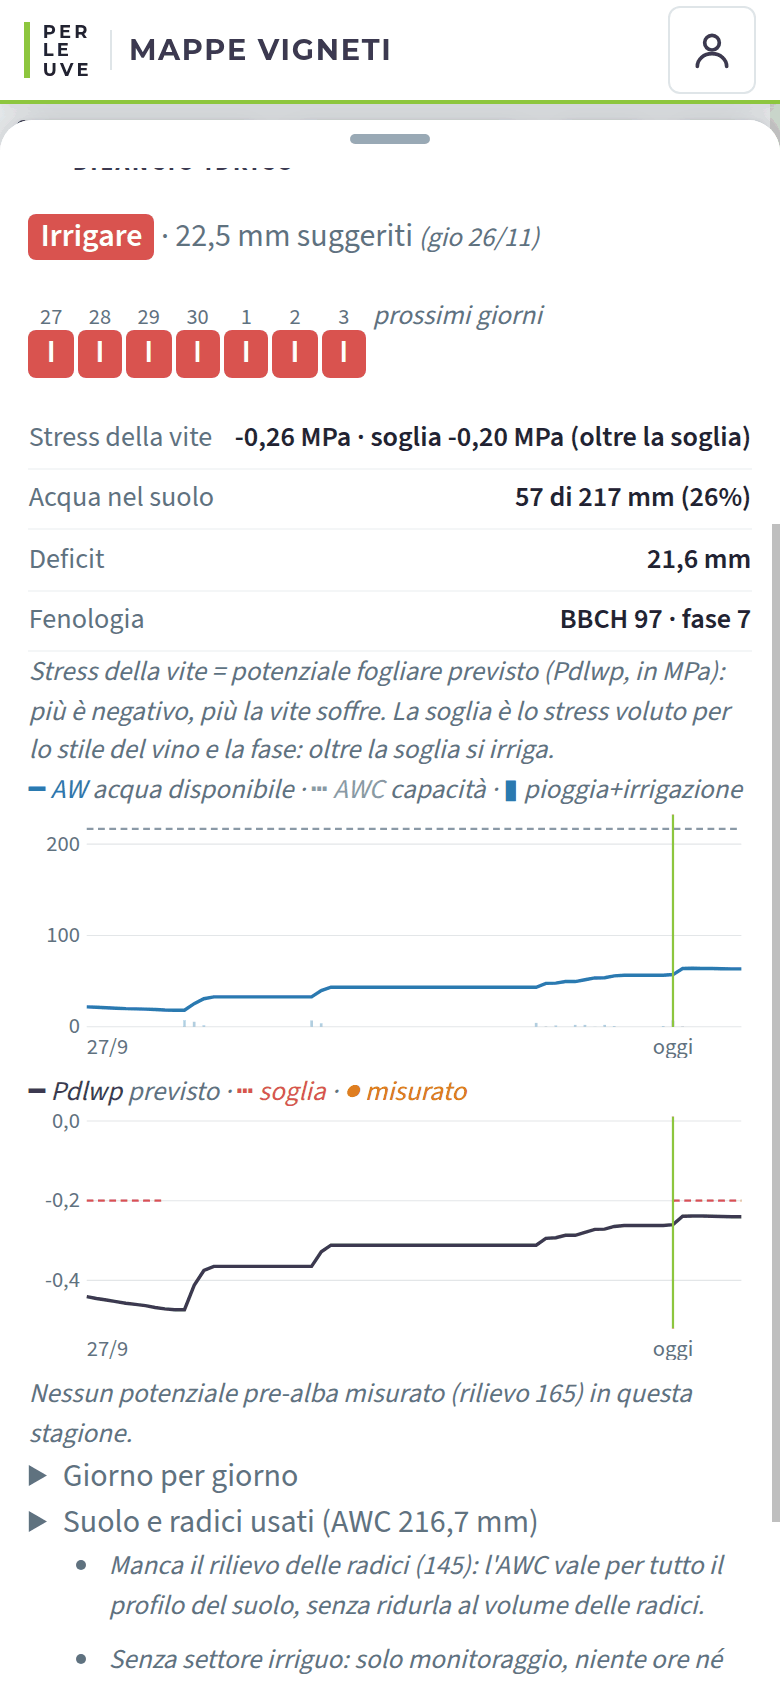 PER
LE
UVE
MAPPE VIGNETI
BILANCIO IDRICO
Irrigare · 22,5 mm suggeriti (gio 26/11)
27 28 29 30 1 2 3 prossimi giorni
I I I I I I I
Stress della vite -0,26 MPa · soglia -0,20 MPa (oltre la soglia)
Acqua nel suolo 57 di 217 mm (26%)
Deficit 21,6 mm
Fenologia BBCH 97 · fase 7
Stress della vite = potenziale fogliare previsto (Pdlwp, in MPa):
più è negativo, più la vite soffre. La soglia è lo stress voluto per
lo stile del vino e la fase: oltre la soglia si irriga.
AW acqua disponibile · AWC capacità · pioggia+irrigazione
200
100
0
27/9 oggi
Pdlwp previsto · soglia · misurato
0,0
-0,2
-0,4
27/9 oggi
Nessun potenziale pre-alba misurato (rilievo 165) in questa
stagione.
Giorno per giorno
Suolo e radici usati (AWC 216,7 mm)
Manca il rilievo delle radici (145): l'AWC vale per tutto il
profilo del suolo, senza ridurla al volume delle radici.
Senza settore irriguo: solo monitoraggio, niente ore né